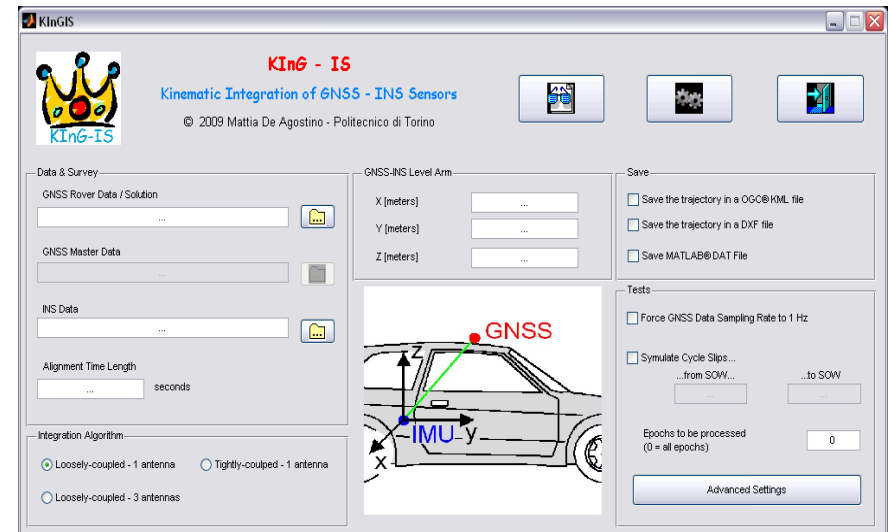 KInGIS
KInG-IS
KInG - IS
Kinematic Integration of GNSS - INS Sensors
© 2009 Mattia De Agostino - Politecnico di Torino
Data & Survey
GNSS Rover Data / Solution
...
GNSS Master Data
...
INS Data
...
Alignment Time Length
...
seconds
Integration Algorithm
Loosely-coupled - 1 antenna
Tightly-coulped - 1 antenna
Loosely-coupled - 3 antennas
GNSS-INS Level Arm
X [meters]
...
Y [meters]
...
Z [meters]
...
GNSS
Z
IMU
y
X
Save
Save the trajectory in a OGC® KML file
Save the trajectory in a DXF file
Save MATLAB® DAT File
Tests
Force GNSS Data Sampling Rate to 1 Hz
Symulate Cycle Slips...
...from SOW...
...to SOW
...
...
Epochs to be processed
(0 = all epochs)
0
Advanced Settings